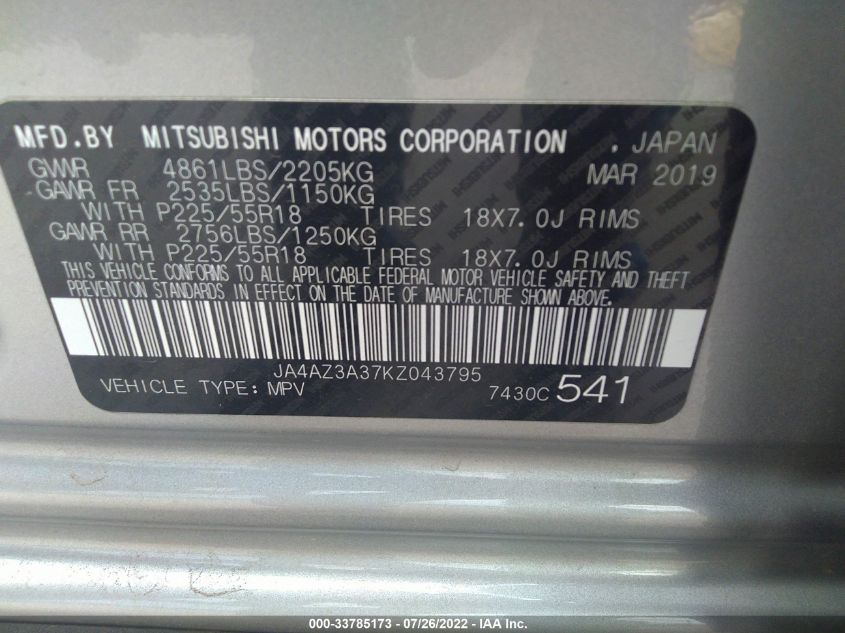 MFD.BY MITSUBISHI MOTORS CORPORATION . JAPAN
GVWR 4861LBS/2205KG MAR 2019
GAWR FR 2535LBS/1150KG
WITH P225/55R18 TIRES 18X7.0J RIMS
GAWR RR 2756LBS/1250KG
WITH P225/55R18 TIRES 18X7.0J RIMS
THIS VEHICLE CONFORMS TO ALL APPLICABLE FEDERAL MOTOR VEHICLE SAFETY AND THEFT
PREVENTION STANDARDS IN EFFECT ON THE DATE OF MANUFACTURE SHOWN ABOVE.
JA4AZ3A37KZ043795
VEHICLE TYPE: MPV 7430C 541
000-33785173 - 07/26/2022 - IAA Inc.